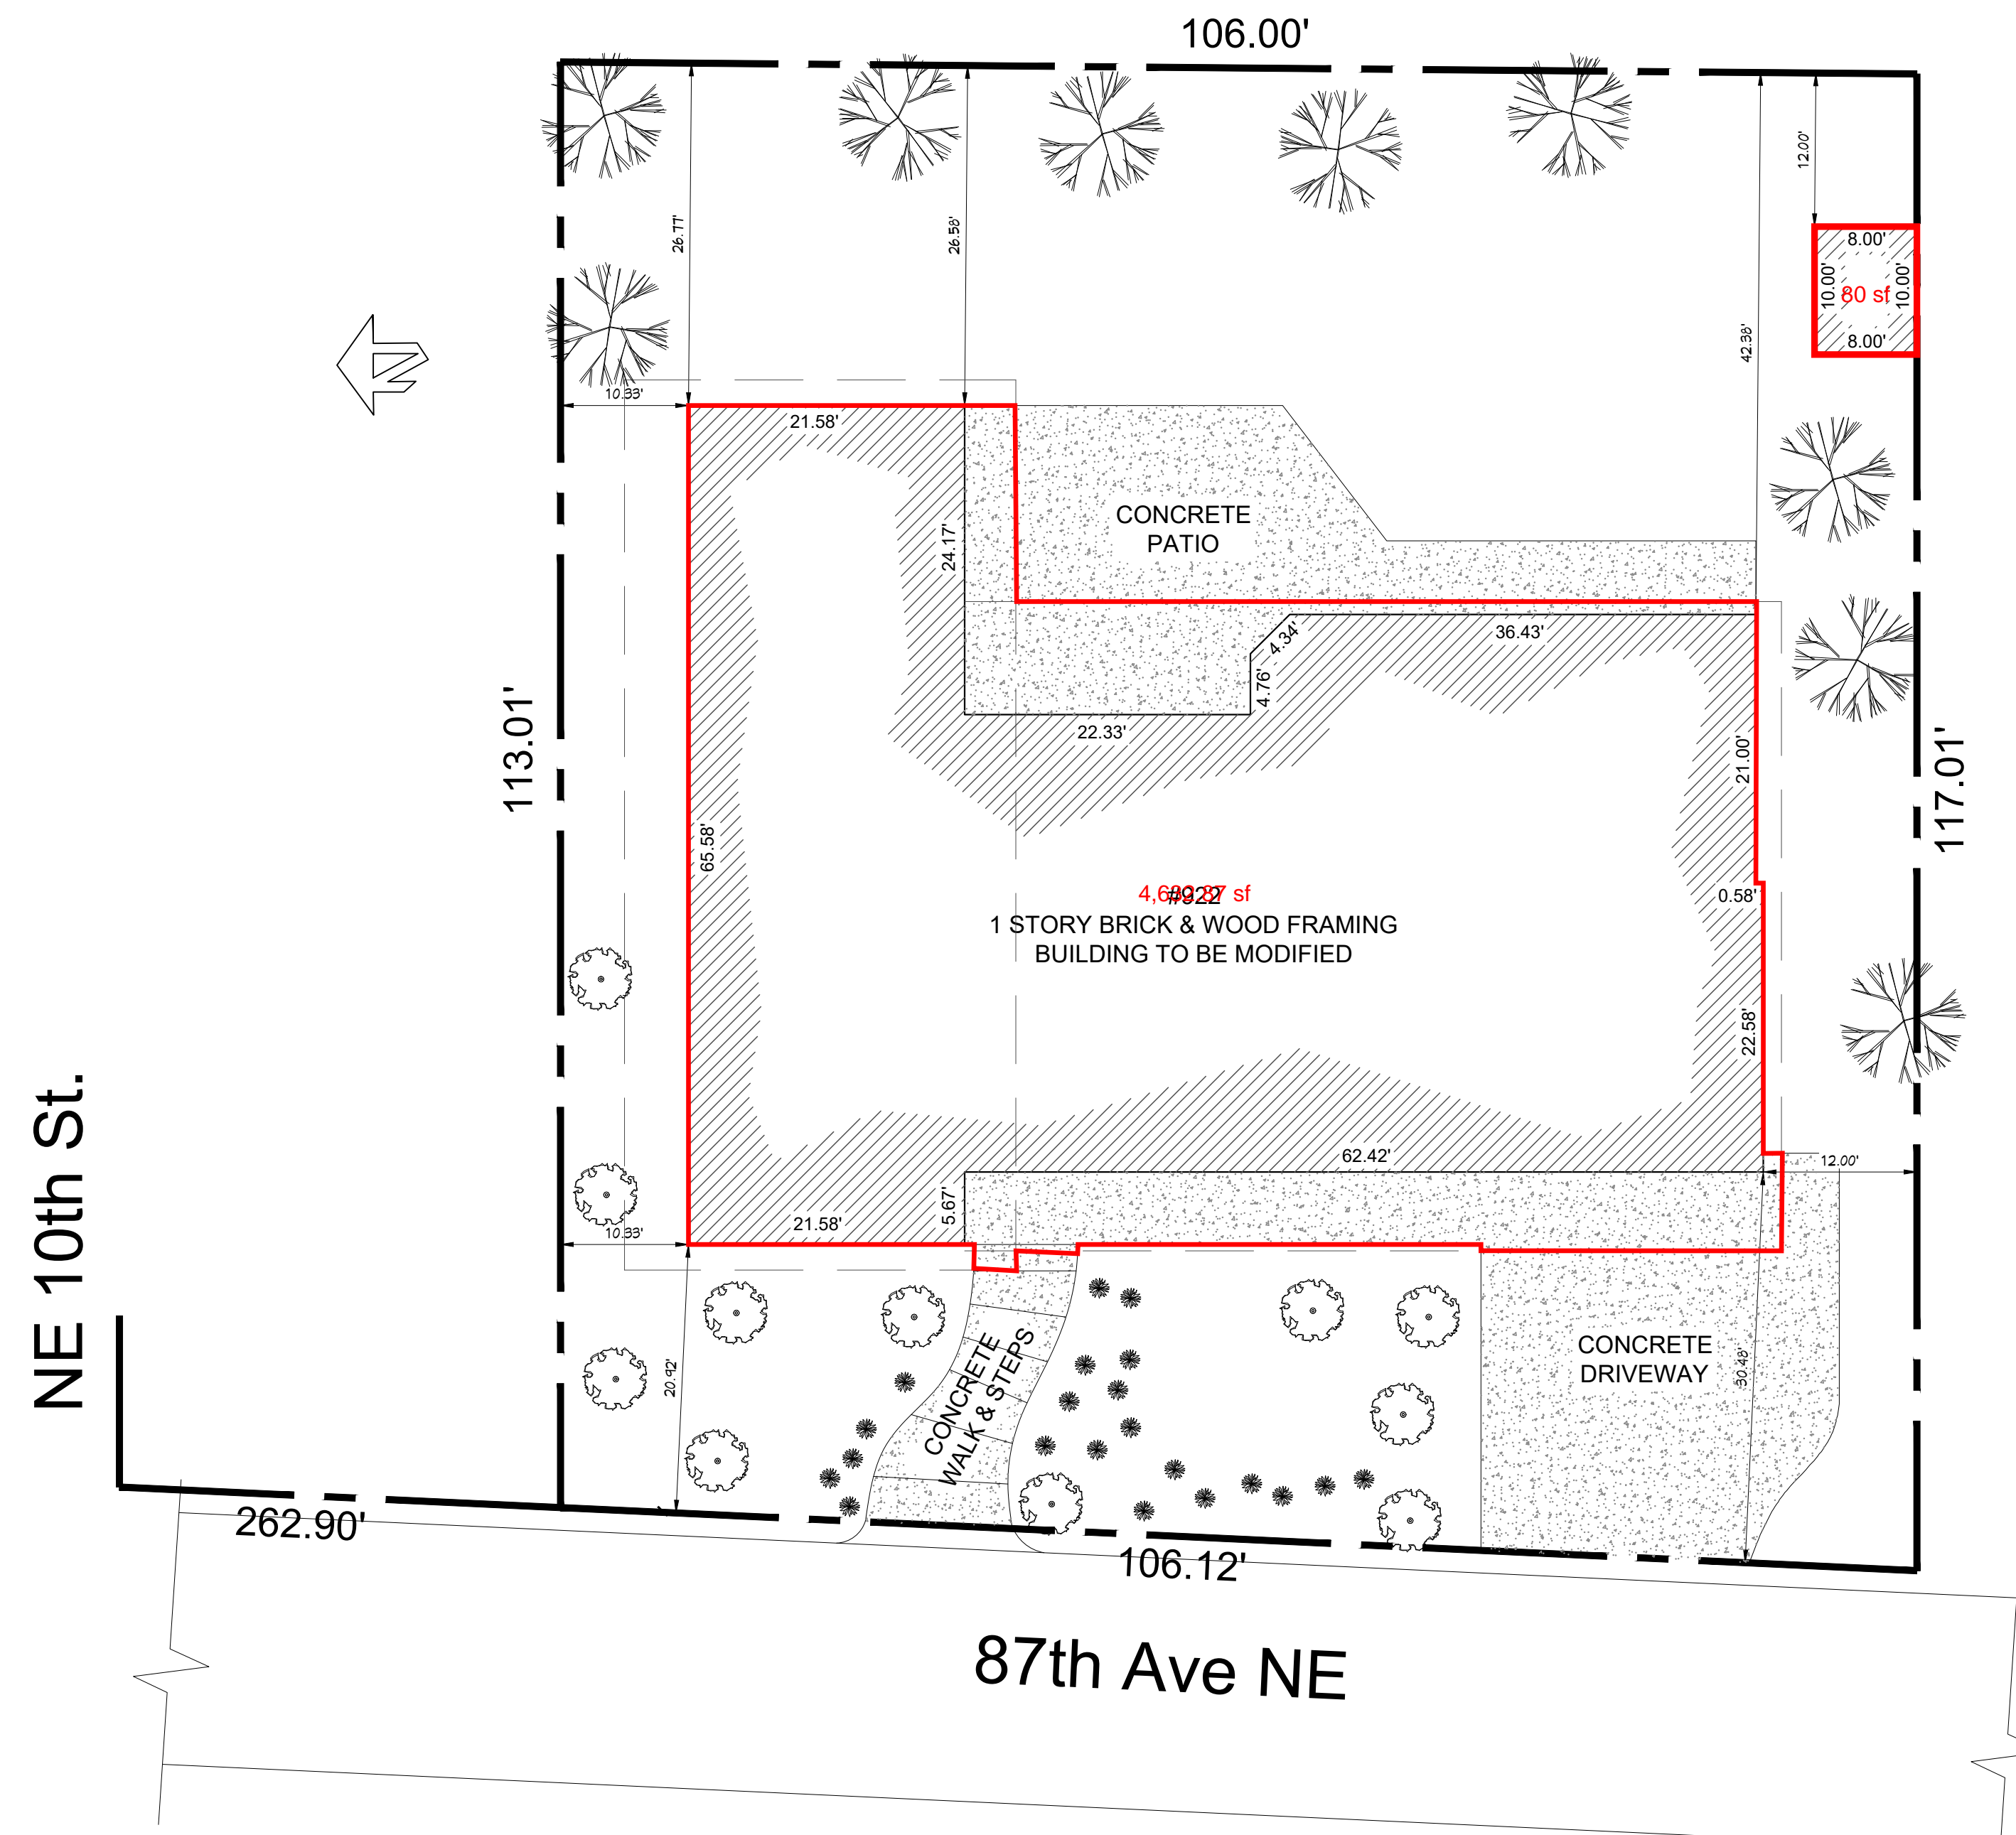 106.00'
12.00'
26.77'
26.58'
42.38'
8.00'
10.00'
80 sf
10.00'
8.00'
10.33'
21.58'
CONCRETE
PATIO
24.17'
4.34'
36.43'
4.76'
22.33'
21.00'
113.01'
117.01'
65.58'
#922
0.58'
1 STORY BRICK & WOOD FRAMING
BUILDING TO BE MODIFIED
22.58'
NE 10th St.
62.42'
12.00'
5.67'
21.58'
10.33'
20.92'
CONCRETE
WALK & STEPS
CONCRETE
DRIVEWAY
30.48'
262.90'
106.12'
87th Ave NE